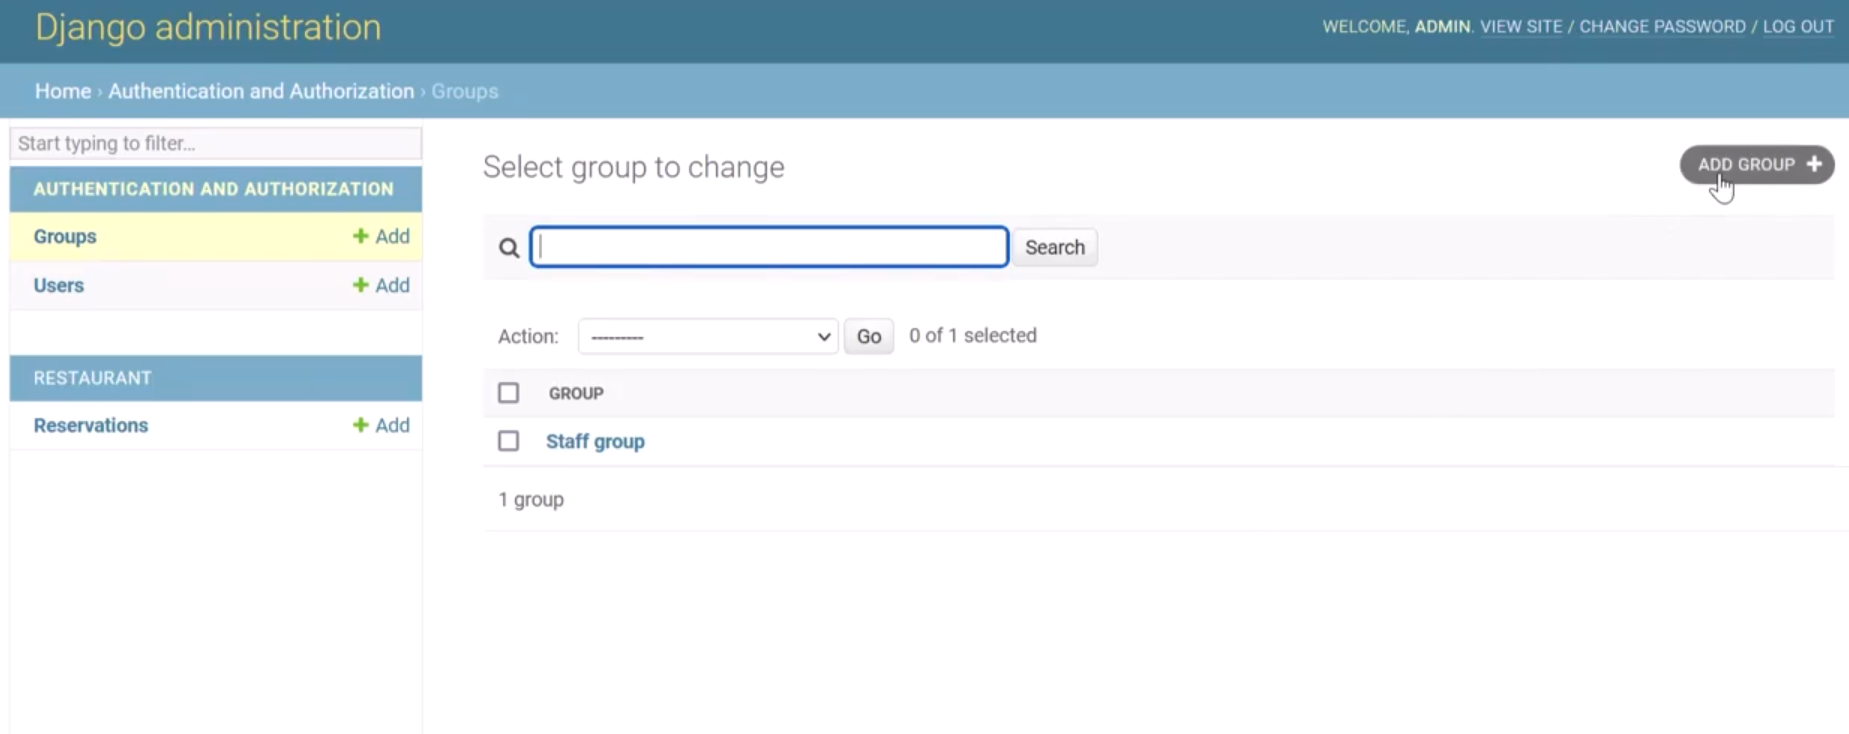 Django administration
WELCOME, ADMIN. VIEW SITE / CHANGE PASSWORD / LOG OUT
Home › Authentication and Authorization › Groups
Start typing to filter...
AUTHENTICATION AND AUTHORIZATION
Groups + Add
Users + Add
RESTAURANT
Reservations + Add
Select group to change
ADD GROUP +
Search
Action: --------- Go 0 of 1 selected
GROUP
Staff group
1 group